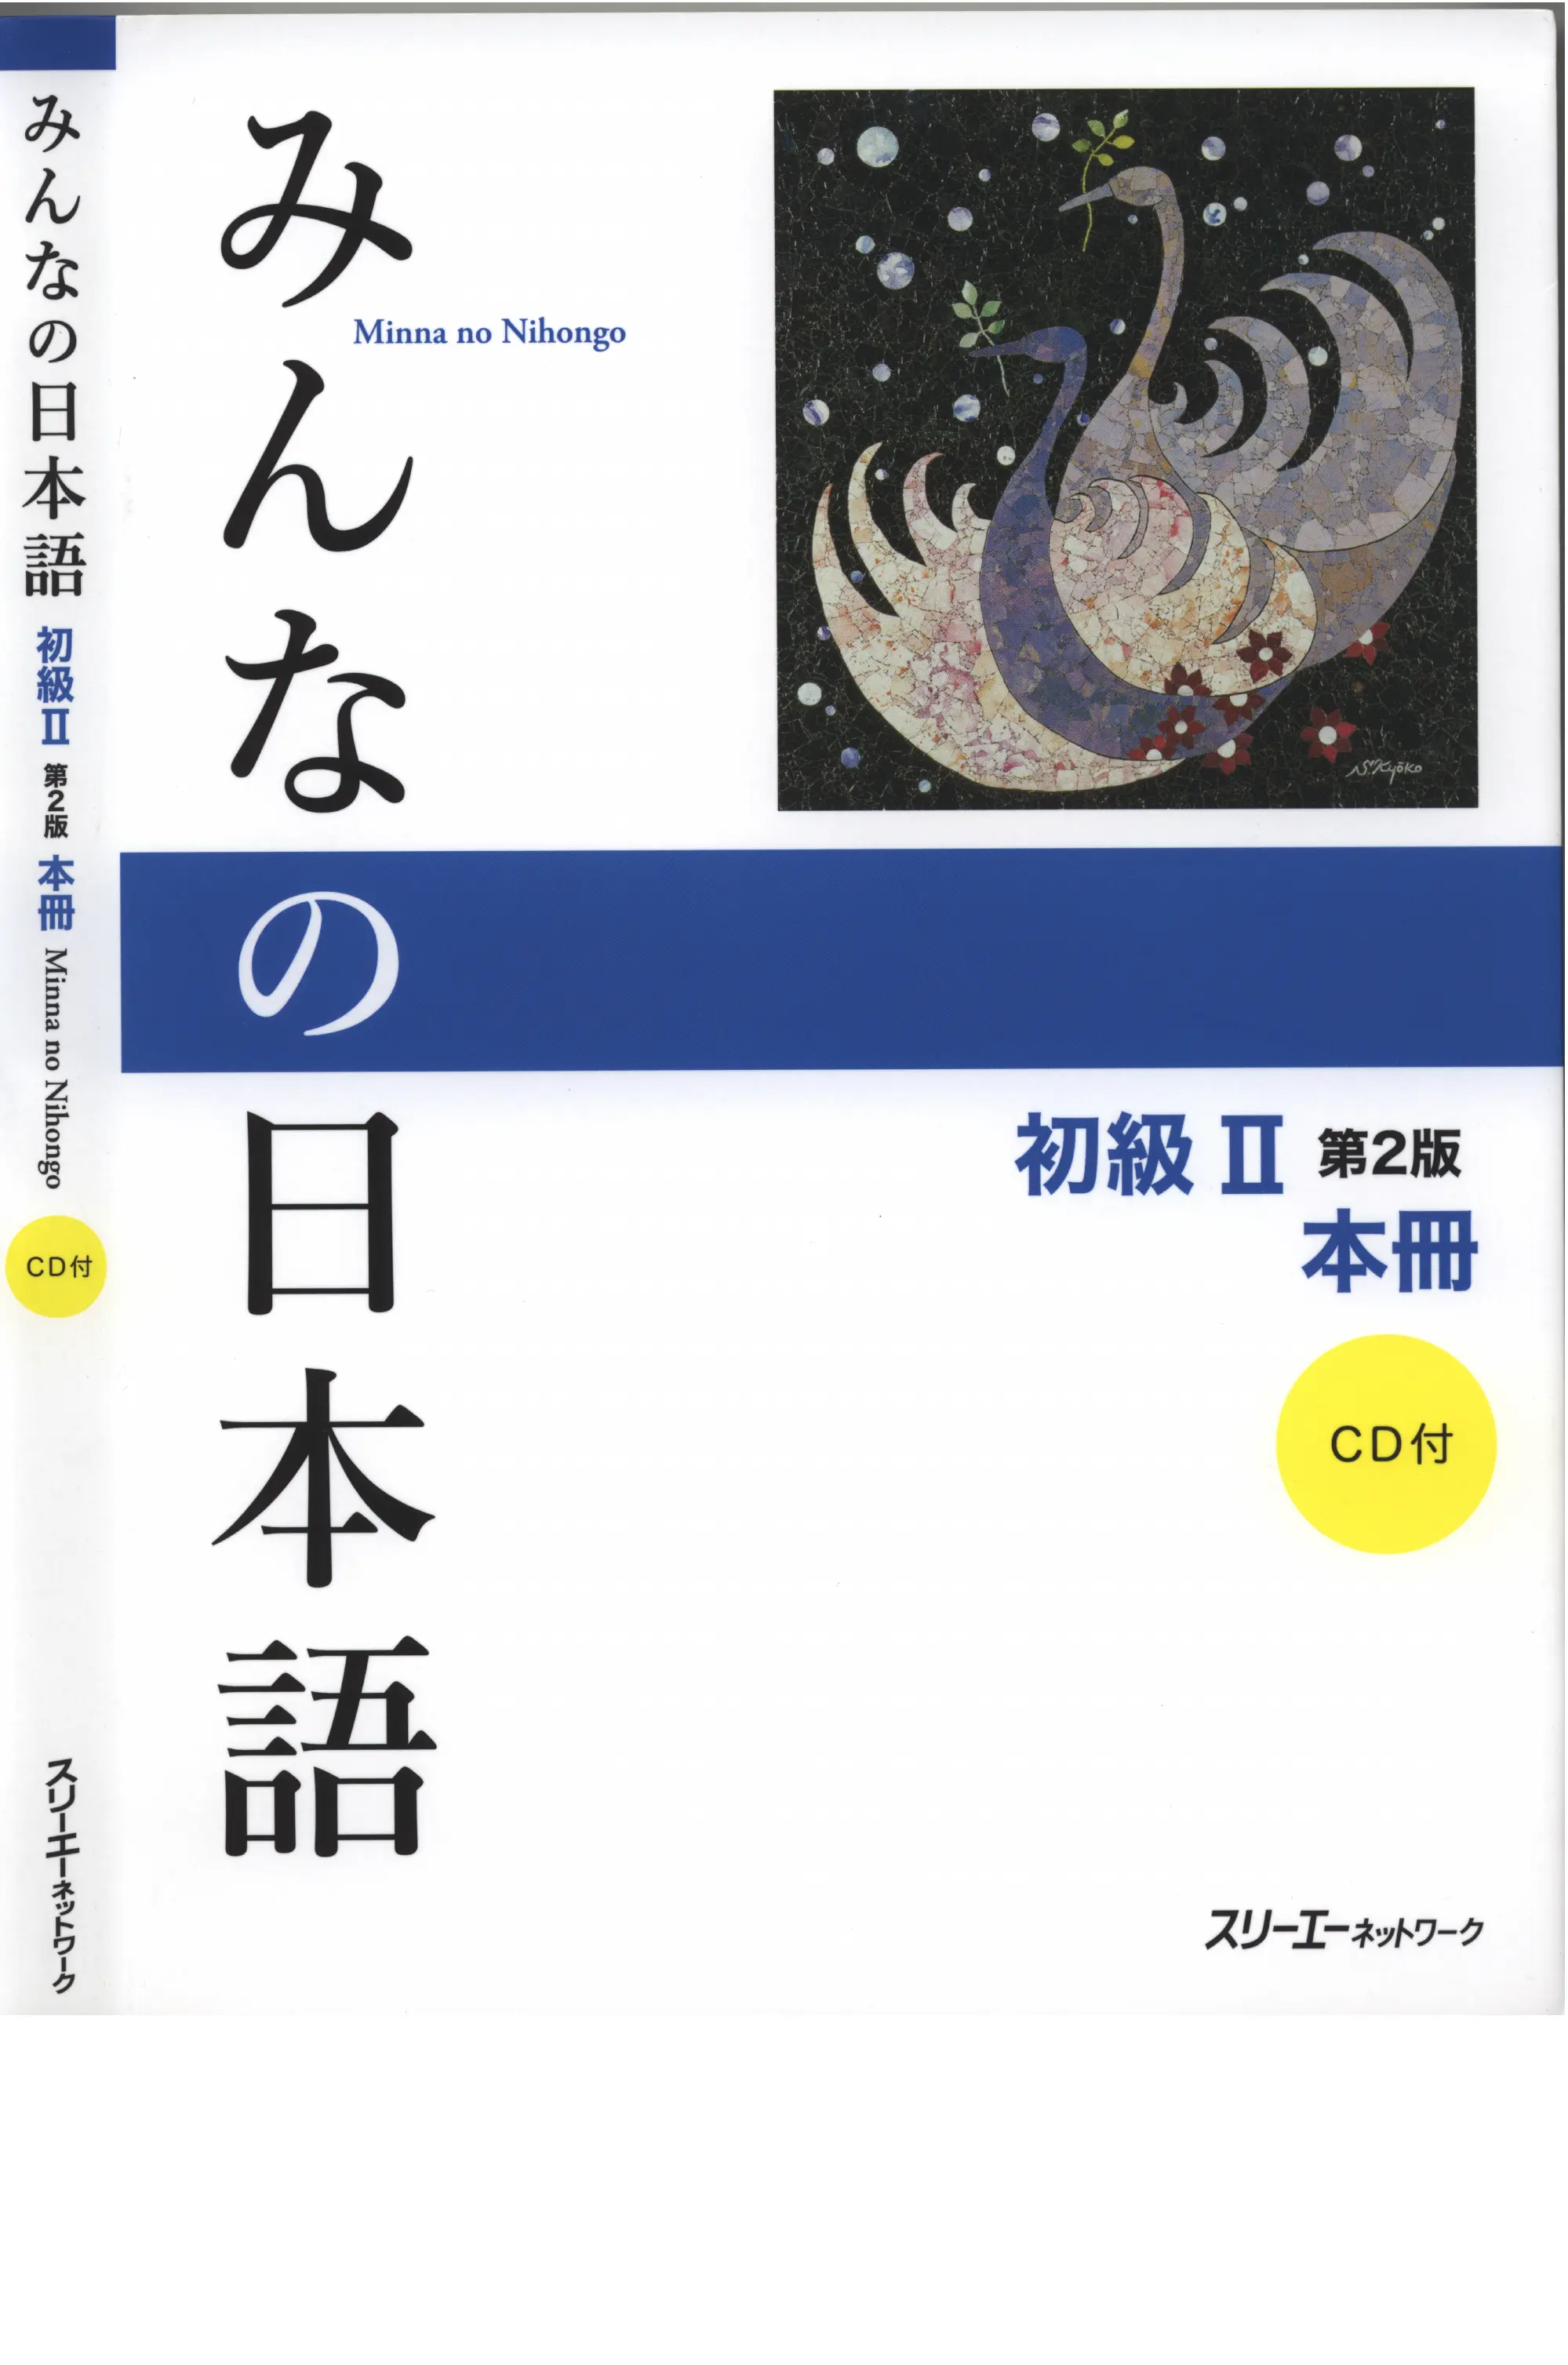 みんなの日本語
初級Ⅱ
第2版
本冊
Minna no Nihongo
CD付
スリーエーネットワーク
みんなの日本語
Minna no Nihongo
S. Kyōko
初級Ⅱ 第2版
本冊
CD付
スリーエーネットワーク